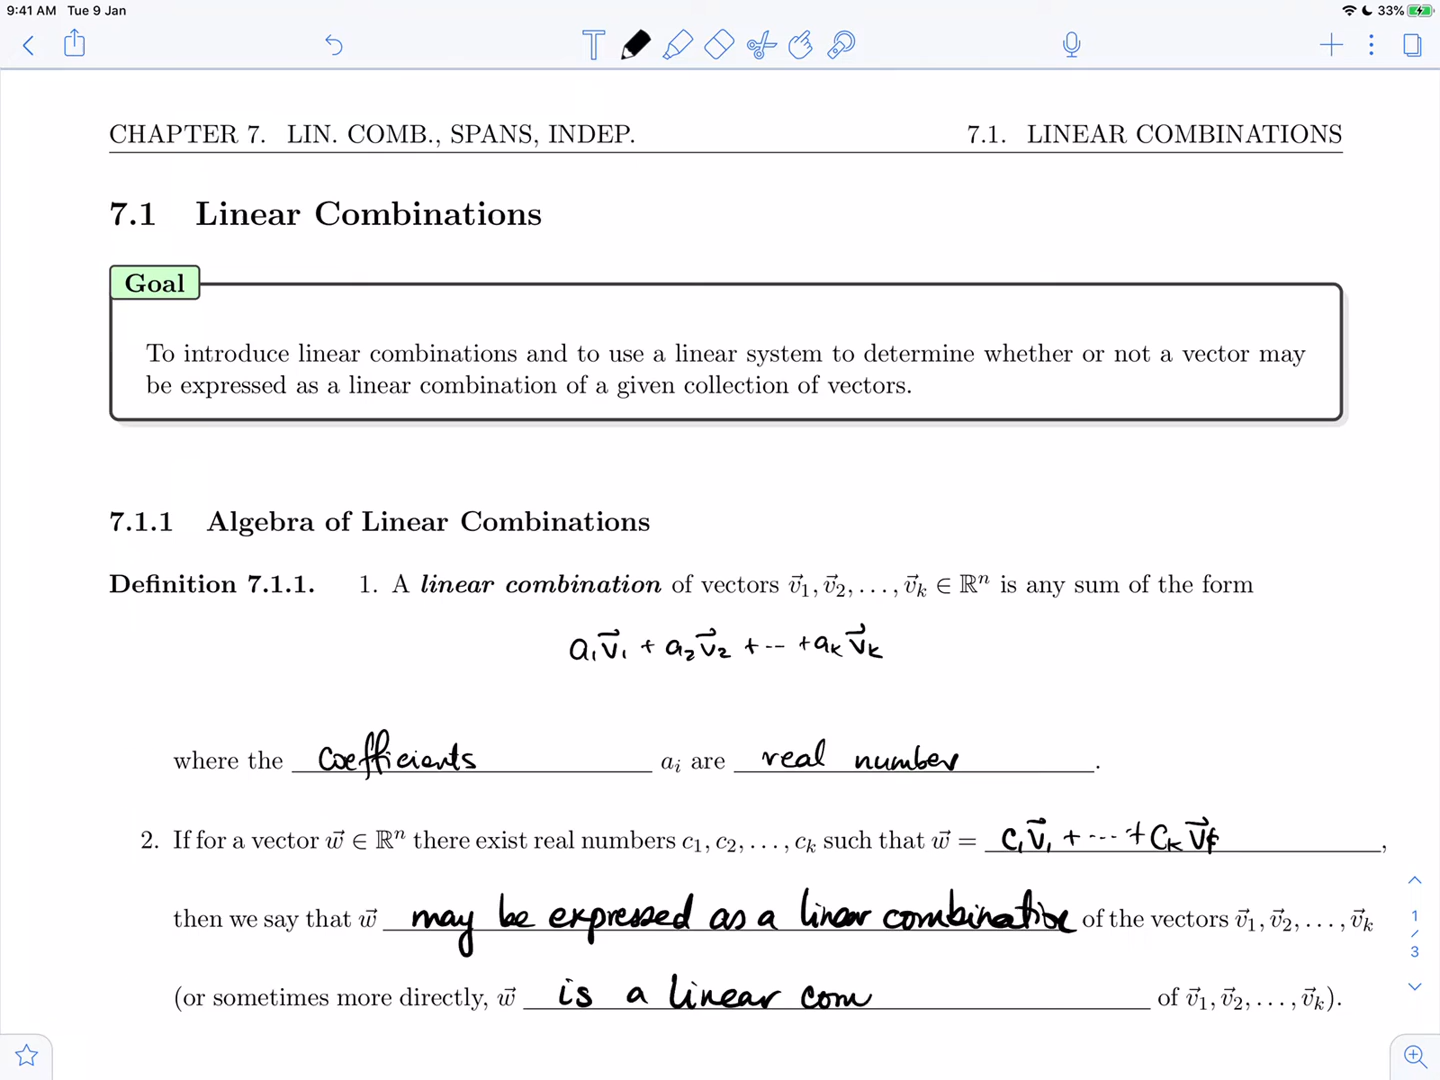 9:41 AM Tue 9 Jan 33%
CHAPTER 7. LIN. COMB., SPANS, INDEP. 7.1. LINEAR COMBINATIONS
7.1 Linear Combinations
Goal
To introduce linear combinations and to use a linear system to determine whether or not a vector may
be expressed as a linear combination of a given collection of vectors.
7.1.1 Algebra of Linear Combinations
Definition 7.1.1. 1. A linear combination of vectors v⃗₁, v⃗₂, . . . , v⃗ₖ ∈ ℝⁿ is any sum of the form
a₁v⃗₁ + a₂v⃗₂ + -- + aₖv⃗ₖ
where the coefficients aᵢ are real number.
2. If for a vector w⃗ ∈ ℝⁿ there exist real numbers c₁, c₂, . . . , cₖ such that w⃗ = c₁v⃗₁ + ---- + cₖv⃗ₖ,
then we say that w⃗ may be expressed as a linear combination of the vectors v⃗₁, v⃗₂, . . . , v⃗ₖ
(or sometimes more directly, w⃗ is a linear com of v⃗₁, v⃗₂, . . . , v⃗ₖ).
1
/
3